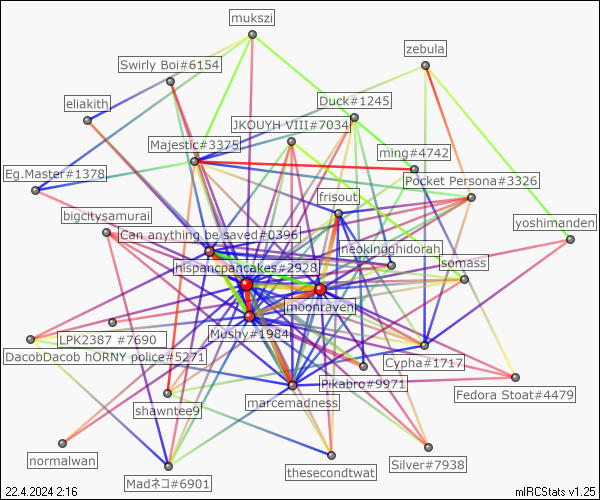 mukszi
zebula
Swirly Boi#6154
eliakith
Duck#1245
JKOUYH VIII#7034
Majestic#3375
ming#4742
Eg.Master#1378
Pocket Persona#3326
frisout
bigcitysamurai
yoshimanden
Can anything be saved#0396
neokingghidorah
somass
hispancpancakes#2928
moonraven
LPK2387 #7690
Mushy#1984
DacobDacob hORNY police#5271
Cypha#1717
Pikabro#9971
Fedora Stoat#4479
shawntee9
marcemadness
normalwan
Madネコ#6901
thesecondtwat
Silver#7938
22.4.2024 2:16
mIRCStats v1.25